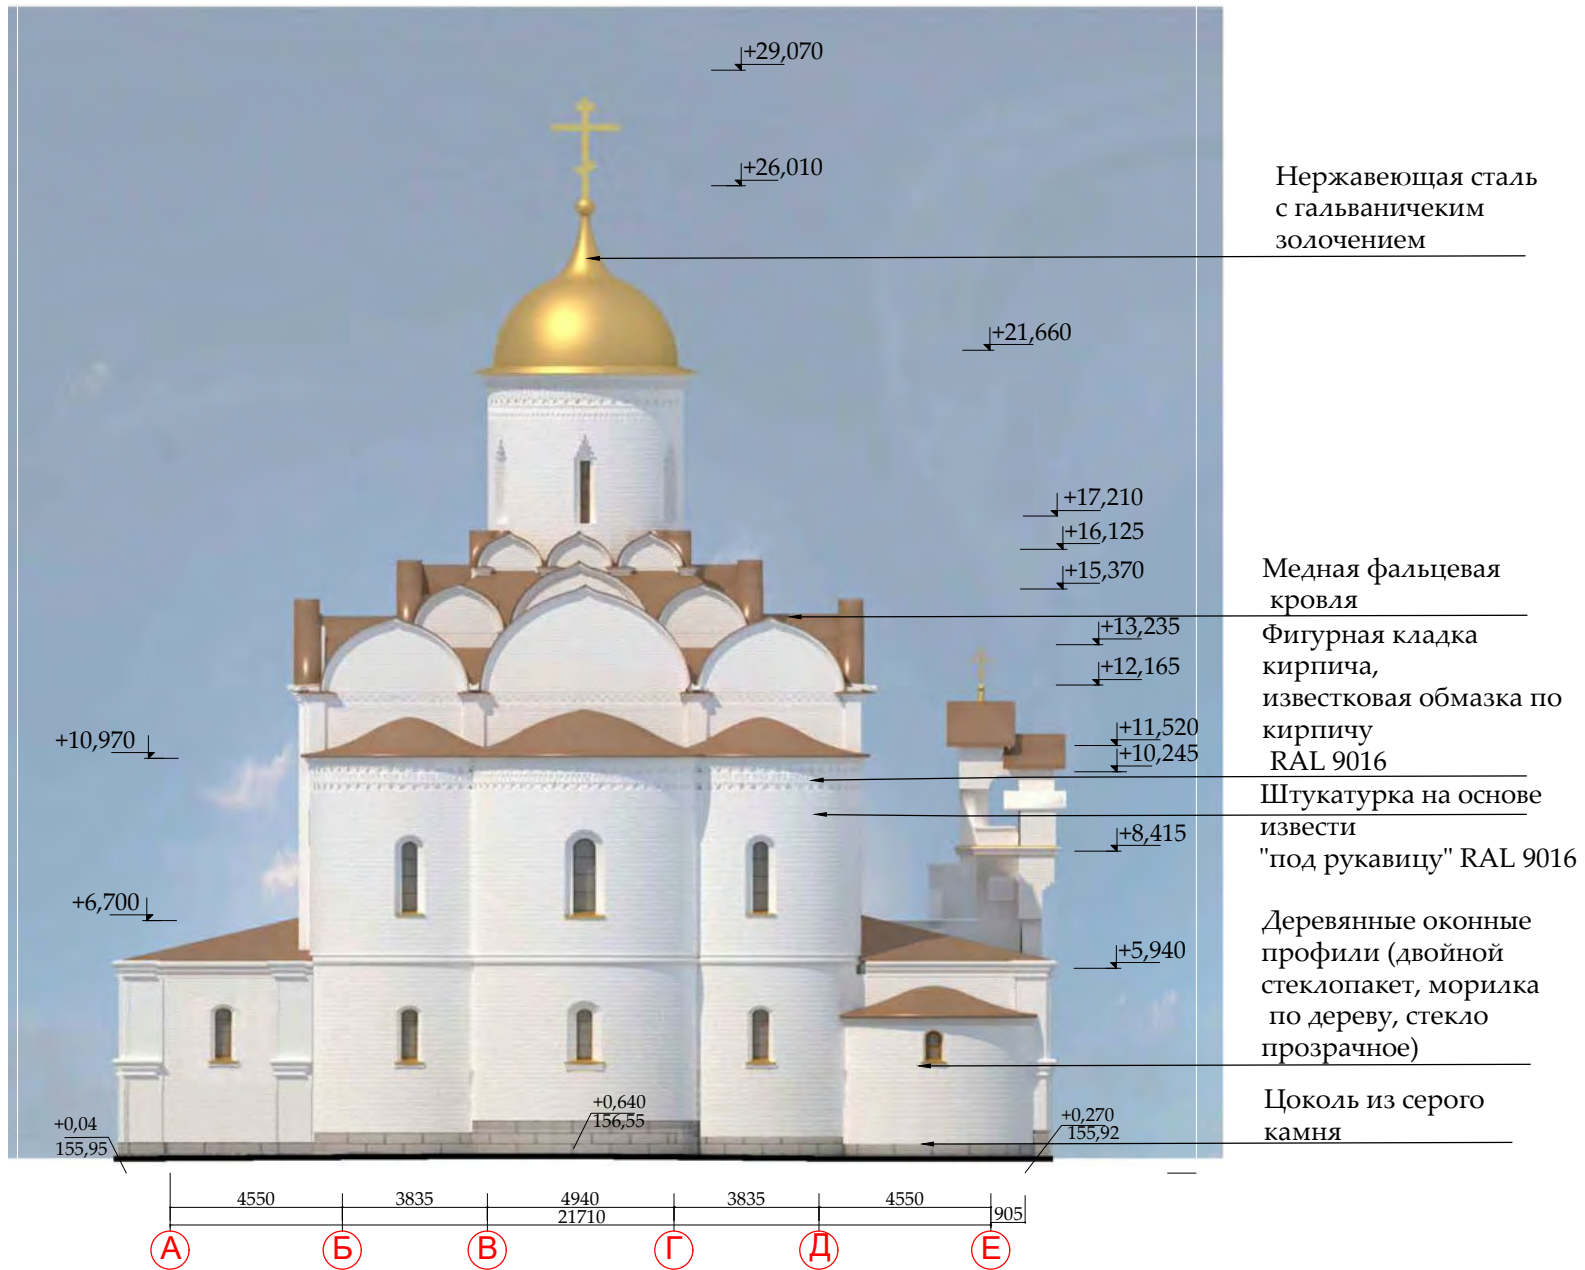 +29,070
+26,010
Нержавеющая сталь
с гальваничеким
золочением
+21,660
+17,210
+16,125
+15,370
Медная фальцевая
кровля
+13,235
Фигурная кладка
кирпича,
известковая обмазка по
кирпичу
RAL 9016
+12,165
+10,970
+11,520
+10,245
Штукатурка на основе
извести
"под рукавицу" RAL 9016
+8,415
+6,700
Деревянные оконные
профили (двойной
стеклопакет, морилка
по дереву, стекло
прозрачное)
+5,940
Цоколь из серого
камня
+0,04
155,95
+0,640
156,55
+0,270
155,92
4550 3835 4940 3835 4550
21710
905
А Б В Г Д Е